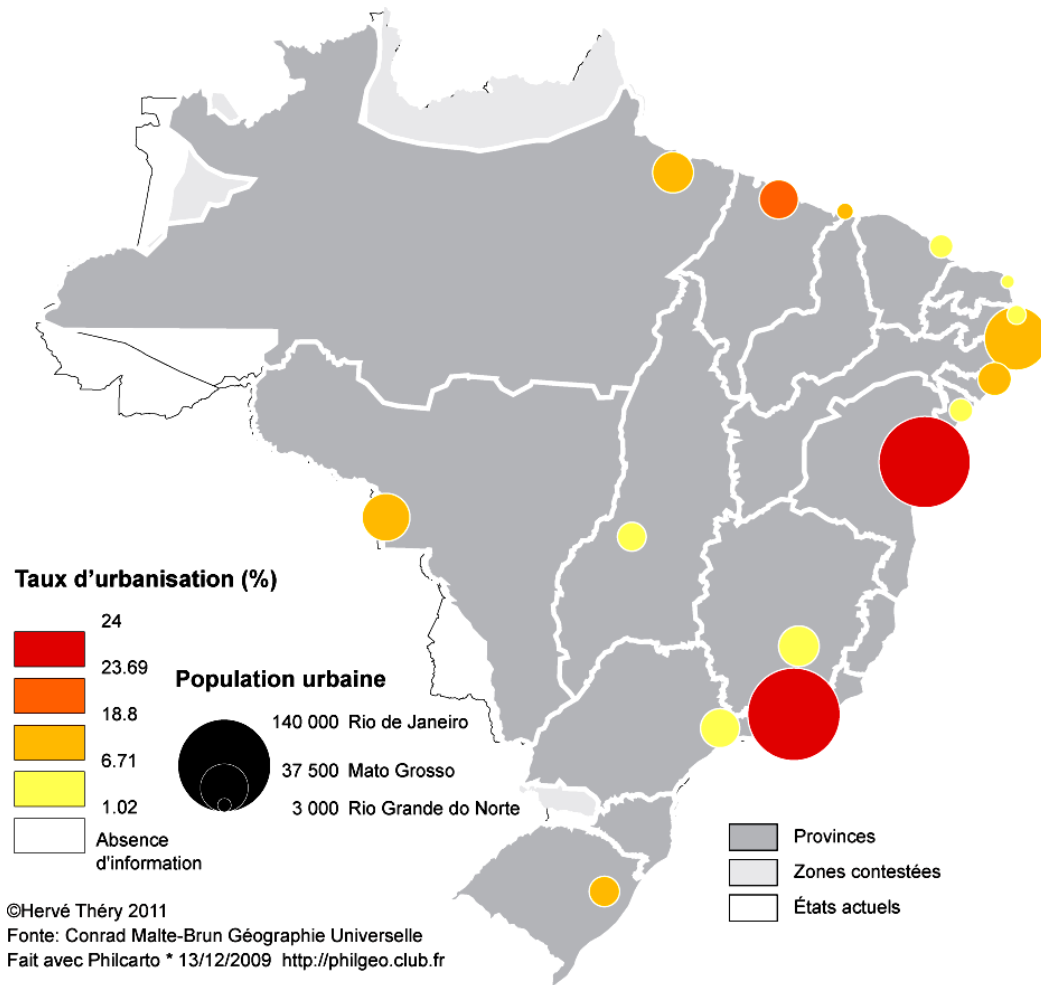 Taux d'urbanisation (%)
24
23.69
18.8
6.71
1.02
Absence
d'information
Population urbaine
140 000 Rio de Janeiro
37 500 Mato Grosso
3 000 Rio Grande do Norte
Provinces
Zones contestées
États actuels
©Hervé Théry 2011
Fonte: Conrad Malte-Brun Géographie Universelle
Fait avec Philcarto * 13/12/2009 http://philgeo.club.fr